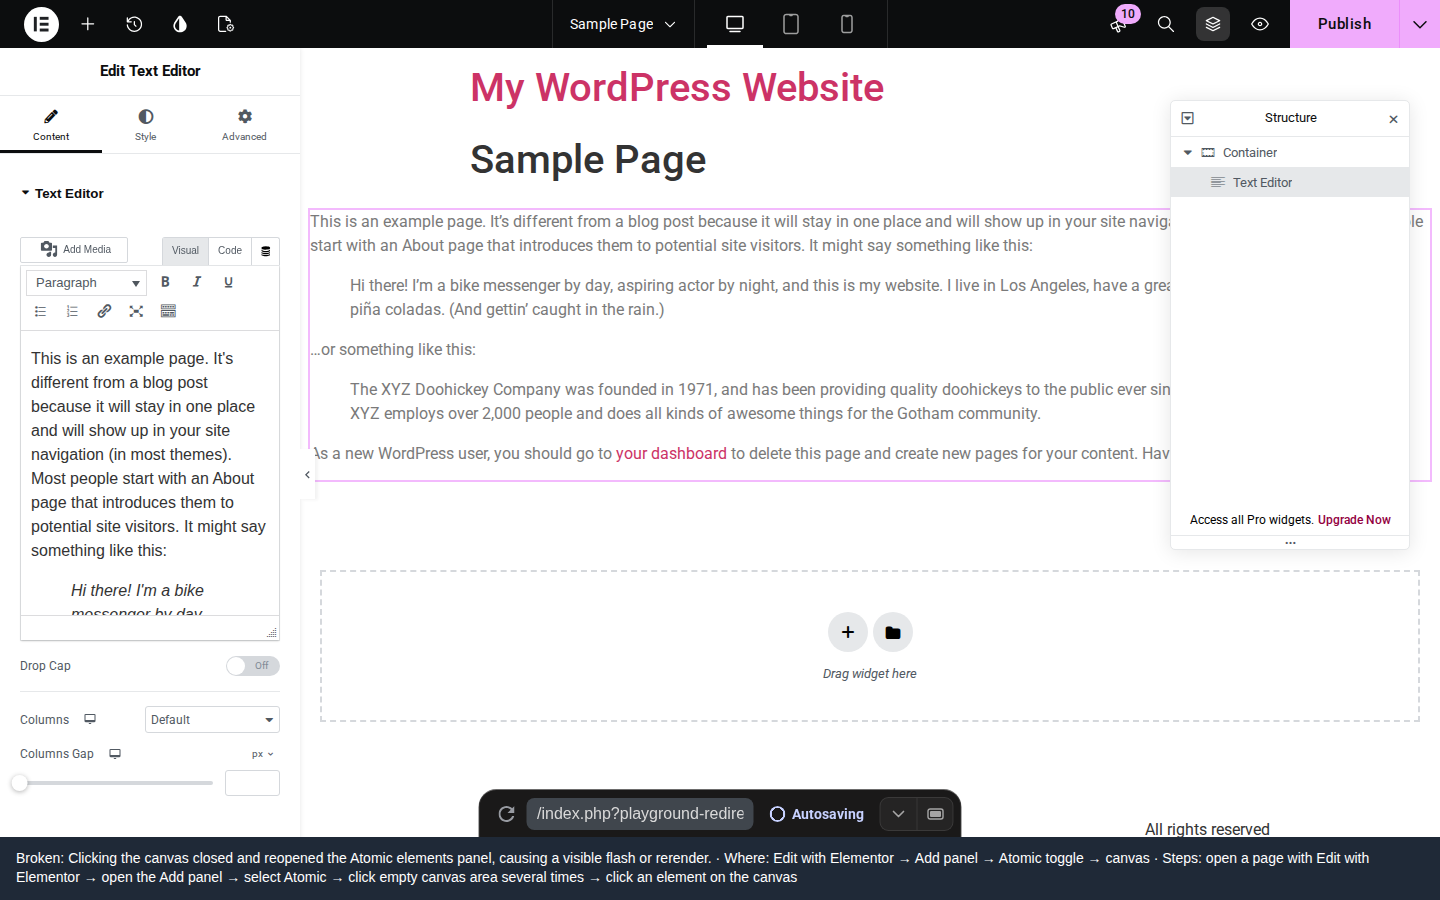 Sample Page
10
Publish
Edit Text Editor
Content
Style
Advanced
Text Editor
Add Media
Visual
Code
Paragraph
B
I
U
This is an example page. It's
different from a blog post
because it will stay in one place
and will show up in your site
navigation (in most themes).
Most people start with an About
page that introduces them to
potential site visitors. It might say
something like this:
Hi there! I'm a bike
messenger by day,
Drop Cap
Off
Columns
Default
Columns Gap
px
My WordPress Website
Sample Page
This is an example page. It’s different from a blog post because it will stay in one place and will show up in your site
start with an About page that introduces them to potential site visitors. It might say something like this:
Hi there! I’m a bike messenger by day, aspiring actor by night, and this is my website. I live in Los Angeles, have a
piña coladas. (And gettin’ caught in the rain.)
…or something like this:
The XYZ Doohickey Company was founded in 1971, and has been providing quality doohickeys to the public ever
XYZ employs over 2,000 people and does all kinds of awesome things for the Gotham community.
As a new WordPress user, you should go to your dashboard to delete this page and create new pages for your content.
Structure
Container
Text Editor
Access all Pro widgets. Upgrade Now
Drag widget here
/index.php?playground-redire
Autosaving
All rights reserved
Broken: Clicking the canvas closed and reopened the Atomic elements panel, causing a visible flash or rerender. · Where: Edit with Elementor → Add panel → Atomic toggle → canvas · Steps: open a page with Edit with
Elementor → open the Add panel → select Atomic → click empty canvas area several times → click an element on the canvas